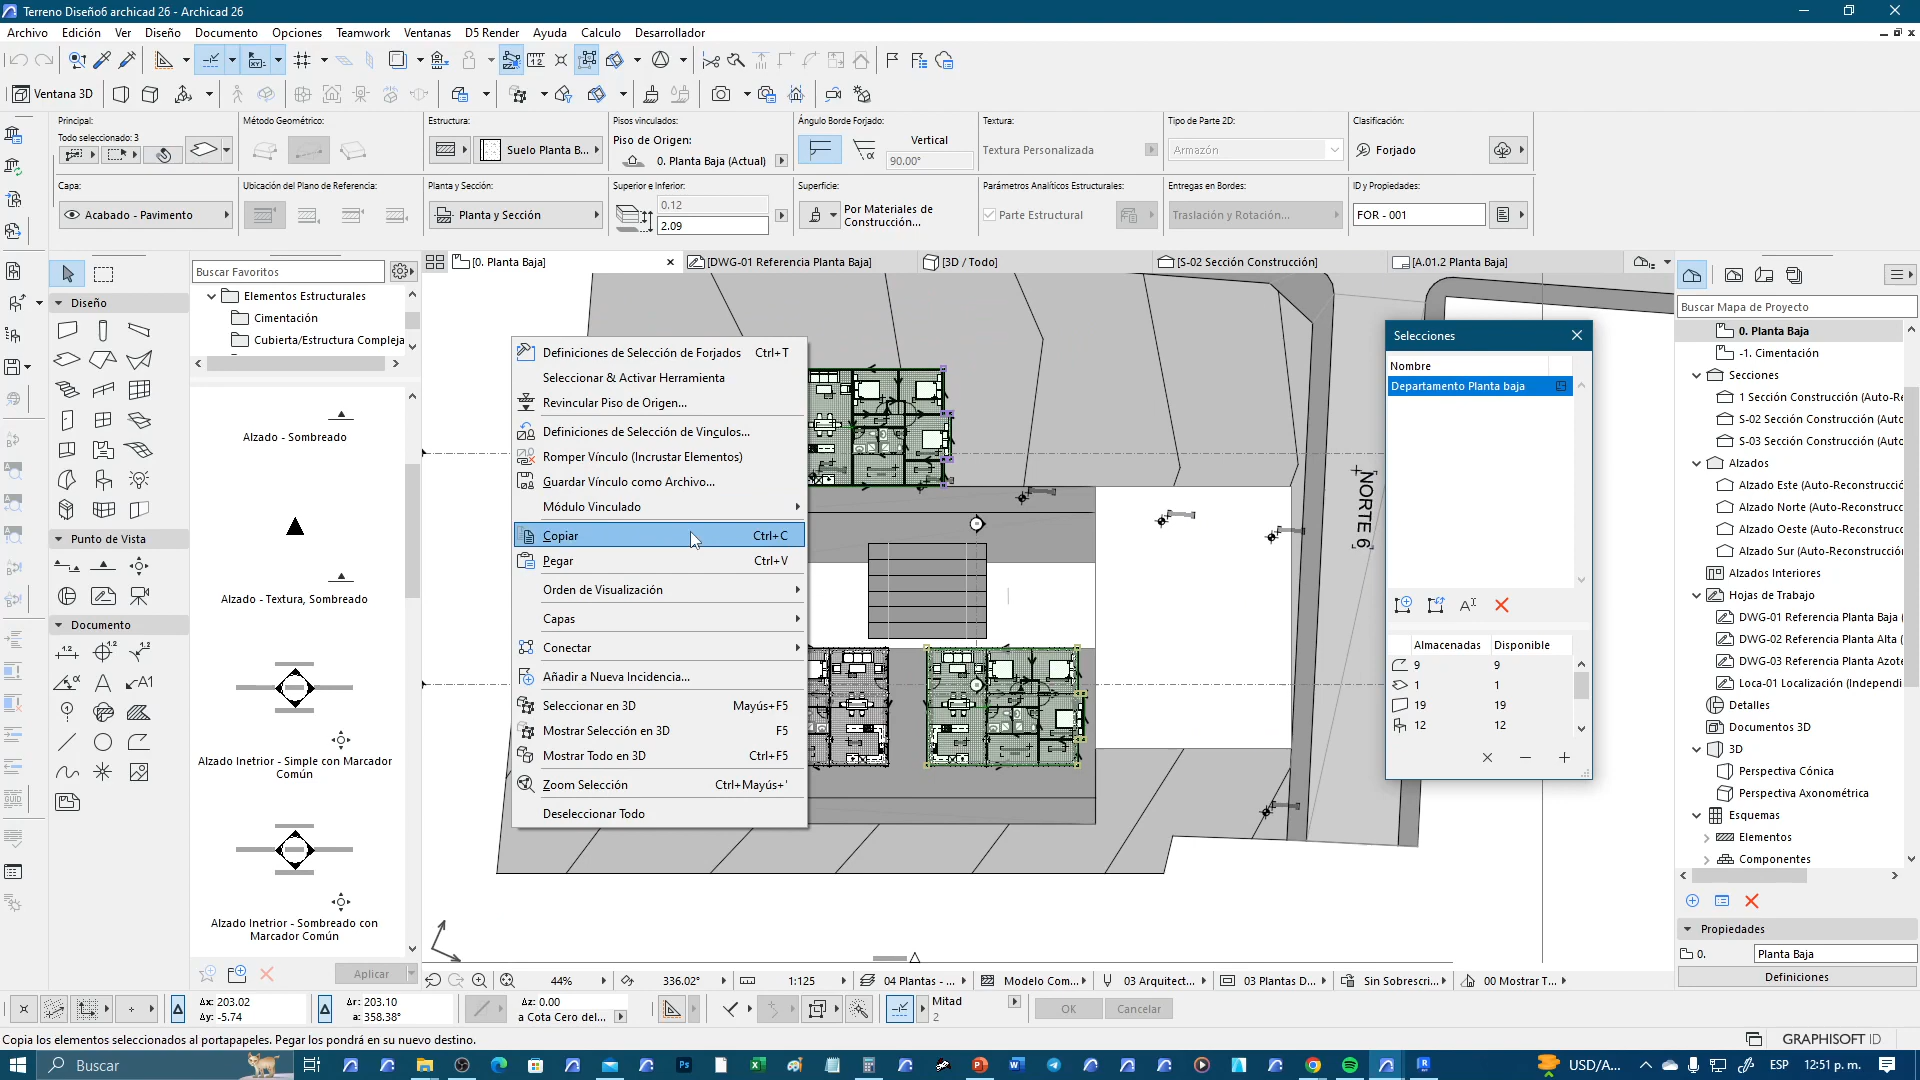 Terreno Diseño6 archicad 26 - Archicad 26
Archivo Edición Ver Diseño Documento Opciones Teamwork Ventanas D5 Render Ayuda Calculo Desarrollador
Ventana 3D
Principal: Método Geométrico: Estructura: Pisos vinculados: Ángulo Borde Forjado: Textura: Tipo de Parte 2D: Clasificación:
Todo seleccionado: 3
Piso de Origen:
Vertical
Suelo Planta B...
0. Planta Baja (Actual)
90.00°
Textura Personalizada
Armazón
Forjado
Capa: Ubicación del Plano de Referencia: Planta y Sección: Superior e Inferior: Superficie: Parámetros Analíticos Estructurales: Entregas en Bordes: ID y Propiedades:
0.12
Acabado - Pavimento
Planta y Sección
2.09
Por Materiales de Construcción...
Parte Estructural
Traslación y Rotación...
FOR - 001
[0. Planta Baja]
[DWG-01 Referencia Planta Baja]
[3D / Todo]
[S-02 Sección Construcción]
[A.01.2 Planta Baja]
Diseño
Punto de Vista
Documento
Buscar Favoritos
Elementos Estructurales
Cimentación
Cubierta/Estructura Compleja
Alzado - Sombreado
Alzado - Textura, Sombreado
Alzado Inetrior - Simple con Marcador Común
Alzado Inetrior - Sombreado con Marcador Común
Aplicar
Definiciones de Selección de Forjados Ctrl+T
Seleccionar & Activar Herramienta
Revincular Piso de Origen...
Definiciones de Selección de Vínculos...
Romper Vínculo (Incrustar Elementos)
Guardar Vínculo como Archivo...
Módulo Vinculado
Copiar Ctrl+C
Pegar Ctrl+V
Orden de Visualización
Capas
Conectar
Añadir a Nueva Incidencia...
Seleccionar en 3D Mayús+F5
Mostrar Selección en 3D F5
Mostrar Todo en 3D Ctrl+F5
Zoom Selección Ctrl+Mayús+'
Deseleccionar Todo
NORTE 6
Selecciones
Nombre
Departamento Planta baja
Almacenadas Disponible
9 9
1 1
19 19
12 12
Buscar Mapa de Proyecto
0. Planta Baja
-1. Cimentación
Secciones
1 Sección Construcción (Auto-Re
S-02 Sección Construcción (Auto
S-03 Sección Construcción (Auto
Alzados
Alzado Este (Auto-Reconstrucció
Alzado Norte (Auto-Reconstrucci
Alzado Oeste (Auto-Reconstrucci
Alzado Sur (Auto-Reconstrucción
Alzados Interiores
Hojas de Trabajo
DWG-01 Referencia Planta Baja (
DWG-02 Referencia Planta Alta (
DWG-03 Referencia Planta Azote
Loca-01 Localización (Independi
Detalles
Documentos 3D
3D
Perspectiva Cónica
Perspectiva Axonométrica
Esquemas
Elementos
Componentes
Propiedades
0. Planta Baja
Definiciones
44% 336.02° 1:125 04 Plantas - ... Modelo Com... 03 Arquitect... 03 Plantas D... Sin Sobrescri... 00 Mostrar T...
Δx: 203.02
Δy: -5.74
Δr: 203.10
a: 358.38°
Δz: 0.00
a Cota Cero del...
Mitad
2
OK Cancelar
Copia los elementos seleccionados al portapapeles. Pegar los pondrá en su nuevo destino.
GRAPHISOFT ID
Buscar
USD/A...
ESP
12:51 p. m.